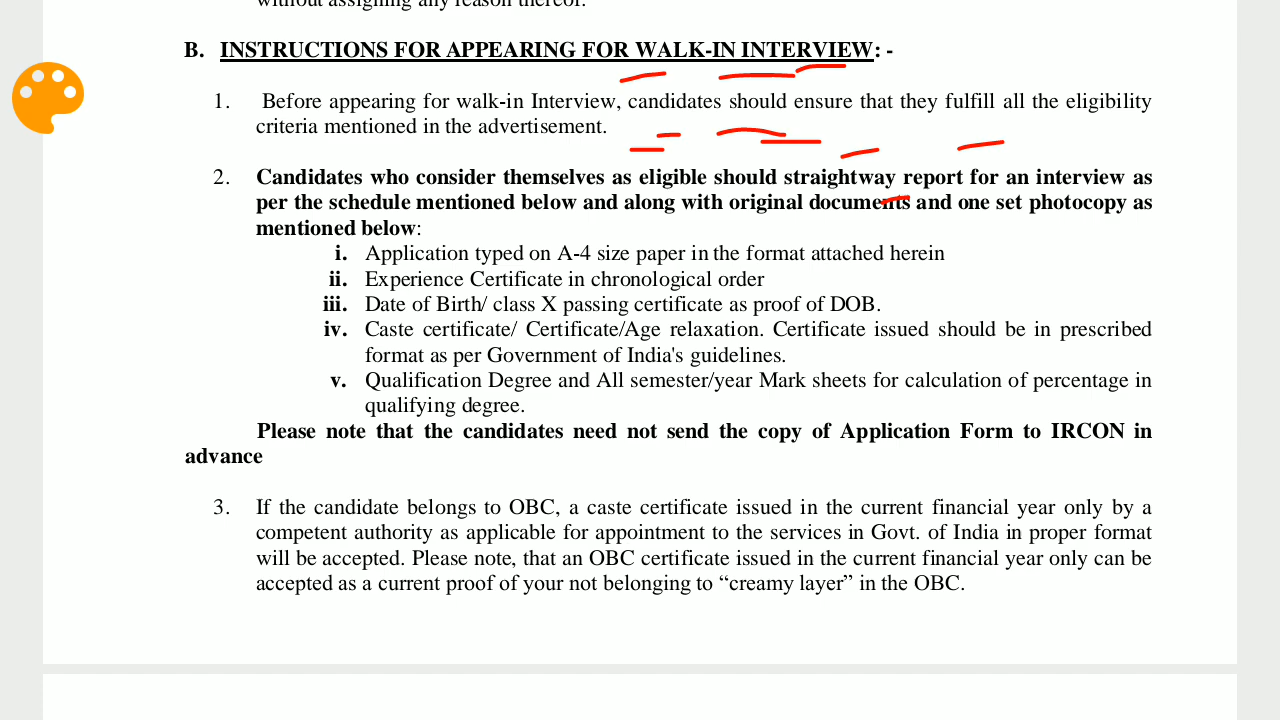 without assigning any reason thereof.
B. INSTRUCTIONS FOR APPEARING FOR WALK-IN INTERVIEW: -
1. Before appearing for walk-in Interview, candidates should ensure that they fulfill all the eligibility
criteria mentioned in the advertisement.
2. Candidates who consider themselves as eligible should straightway report for an interview as
per the schedule mentioned below and along with original documents and one set photocopy as
mentioned below:
i. Application typed on A-4 size paper in the format attached herein
ii. Experience Certificate in chronological order
iii. Date of Birth/ class X passing certificate as proof of DOB.
iv. Caste certificate/ Certificate/Age relaxation. Certificate issued should be in prescribed
format as per Government of India's guidelines.
v. Qualification Degree and All semester/year Mark sheets for calculation of percentage in
qualifying degree.
Please note that the candidates need not send the copy of Application Form to IRCON in
advance
3. If the candidate belongs to OBC, a caste certificate issued in the current financial year only by a
competent authority as applicable for appointment to the services in Govt. of India in proper format
will be accepted. Please note, that an OBC certificate issued in the current financial year only can be
accepted as a current proof of your not belonging to “creamy layer” in the OBC.